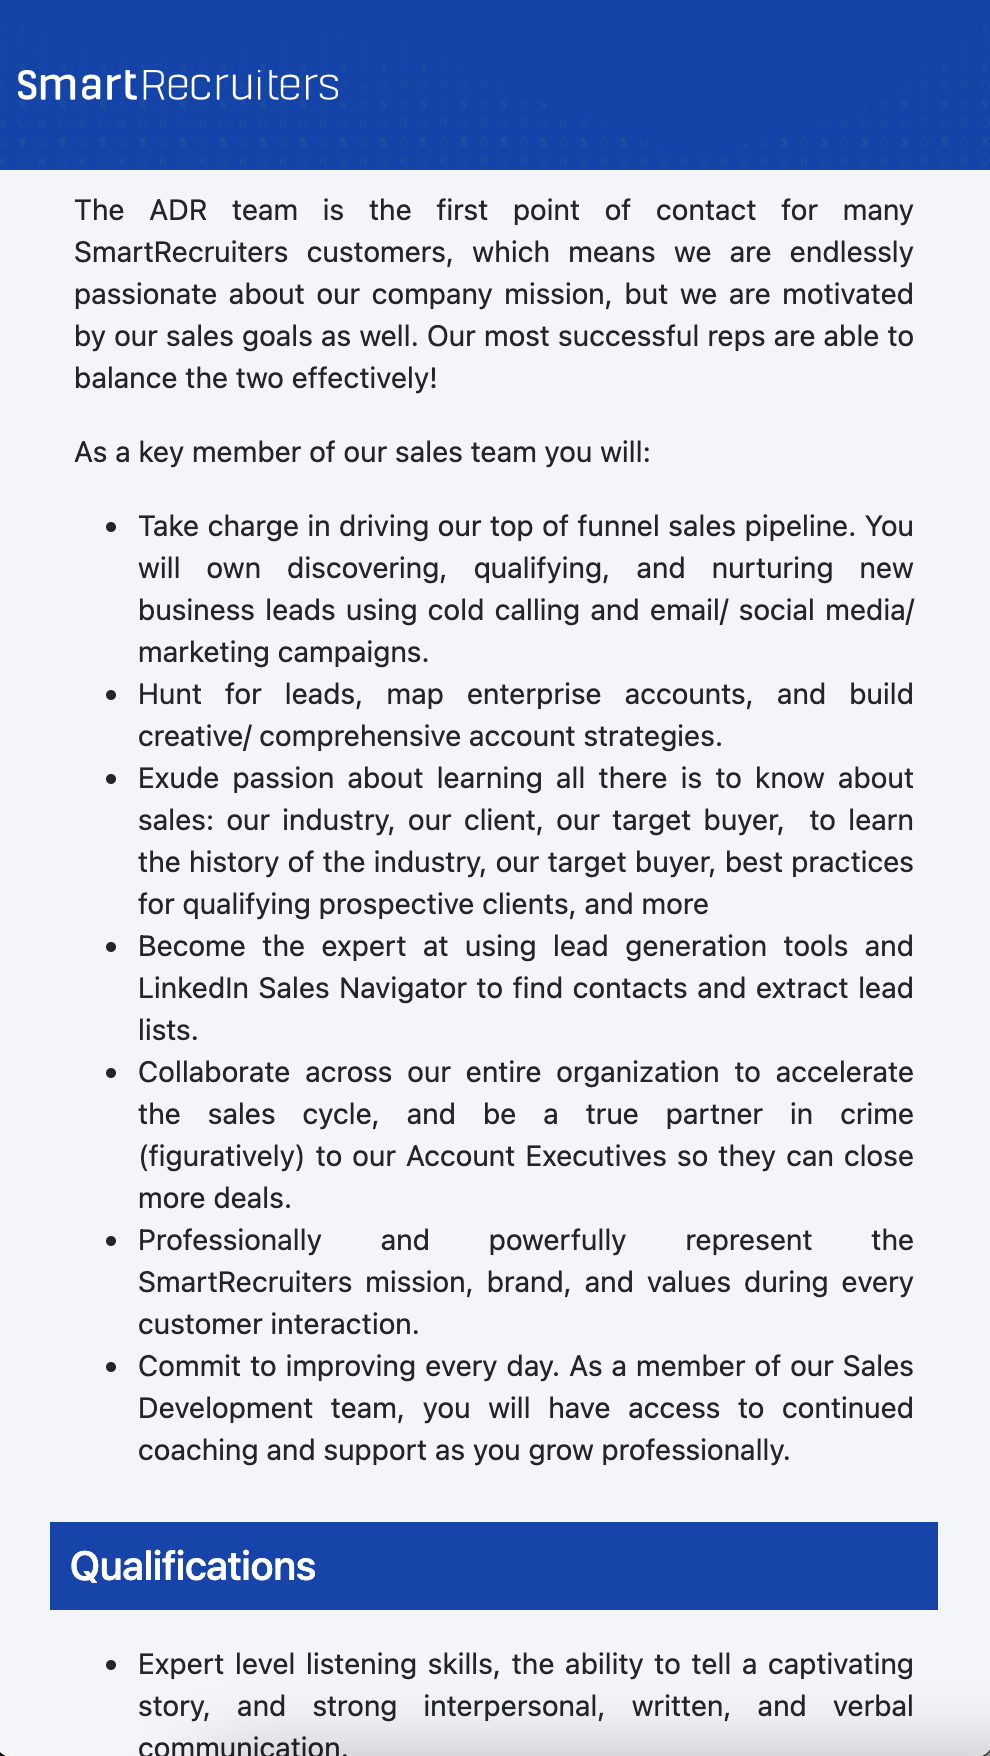 SmartRecruiters
The ADR team is the first point of contact for many
SmartRecruiters customers, which means we are endlessly
passionate about our company mission, but we are motivated
by our sales goals as well. Our most successful reps are able to
balance the two effectively!
As a key member of our sales team you will:
• Take charge in driving our top of funnel sales pipeline. You
will own discovering, qualifying, and nurturing new
business leads using cold calling and email/ social media/
marketing campaigns.
• Hunt for leads, map enterprise accounts, and build
creative/ comprehensive account strategies.
• Exude passion about learning all there is to know about
sales: our industry, our client, our target buyer,  to learn
the history of the industry, our target buyer, best practices
for qualifying prospective clients, and more
• Become the expert at using lead generation tools and
LinkedIn Sales Navigator to find contacts and extract lead
lists.
• Collaborate across our entire organization to accelerate
the sales cycle, and be a true partner in crime
(figuratively) to our Account Executives so they can close
more deals.
• Professionally and powerfully represent the
SmartRecruiters mission, brand, and values during every
customer interaction.
• Commit to improving every day. As a member of our Sales
Development team, you will have access to continued
coaching and support as you grow professionally.
Qualifications
• Expert level listening skills, the ability to tell a captivating
story, and strong interpersonal, written, and verbal
communication.